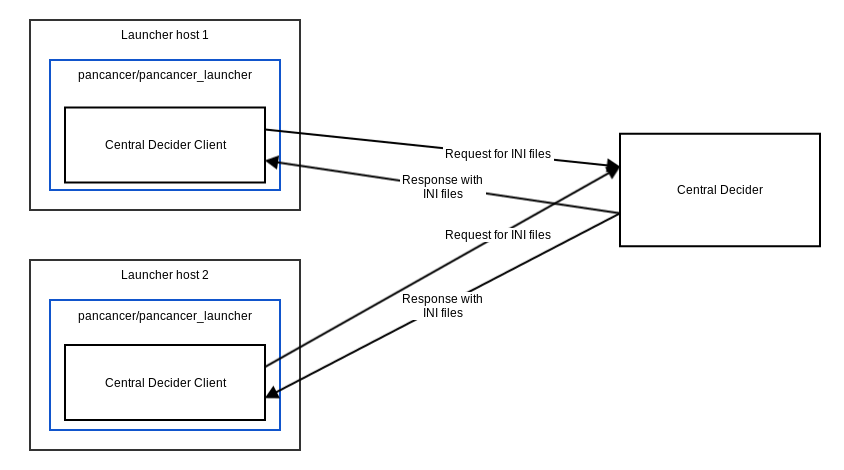 Launcher host 1
pancancer/pancancer_launcher
Central Decider Client
Request for INI files
Response with
INI files
Central Decider
Request for INI files
Launcher host 2
Response with
INI files
pancancer/pancancer_launcher
Central Decider Client